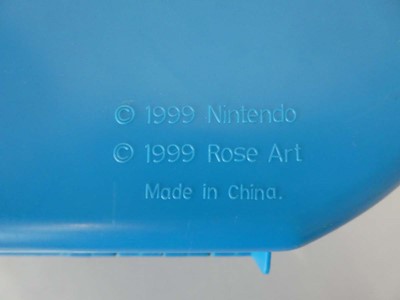 © 1999 Nintendo
© 1999 Rose Art
Made in China.